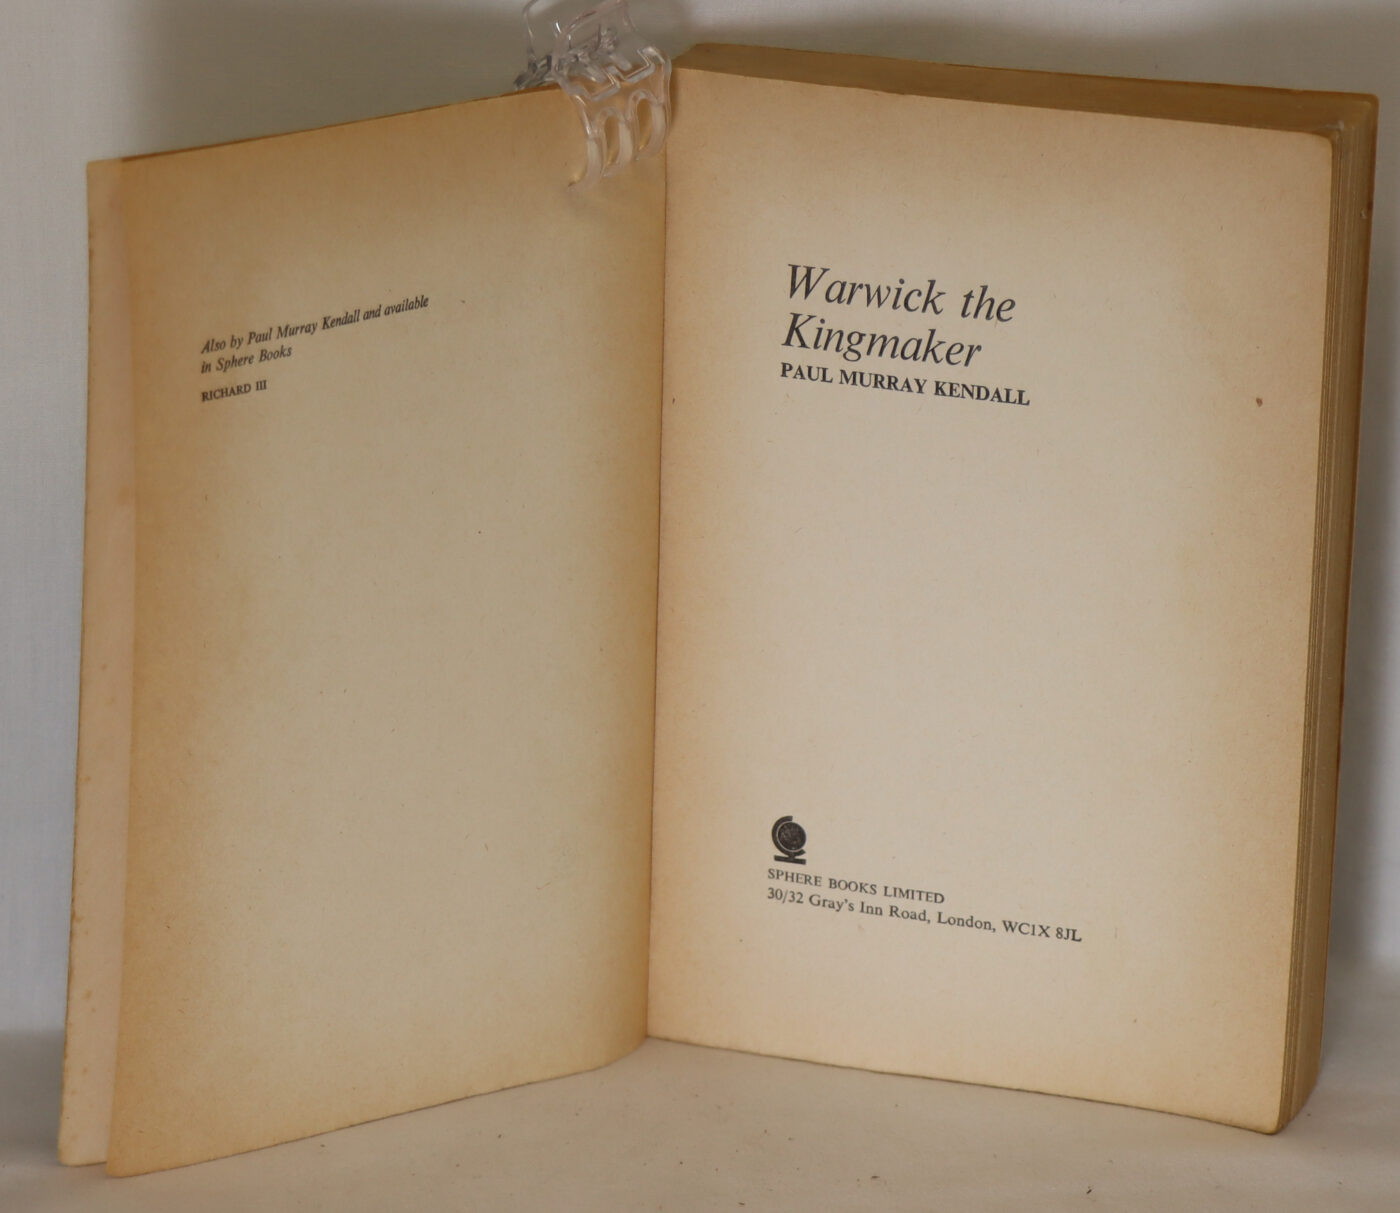 Also by Paul Murray Kendall and available
in Sphere Books
RICHARD III
Warwick the
Kingmaker
PAUL MURRAY KENDALL
SPHERE BOOKS LIMITED
30/32 Gray's Inn Road, London, WC1X 8JL